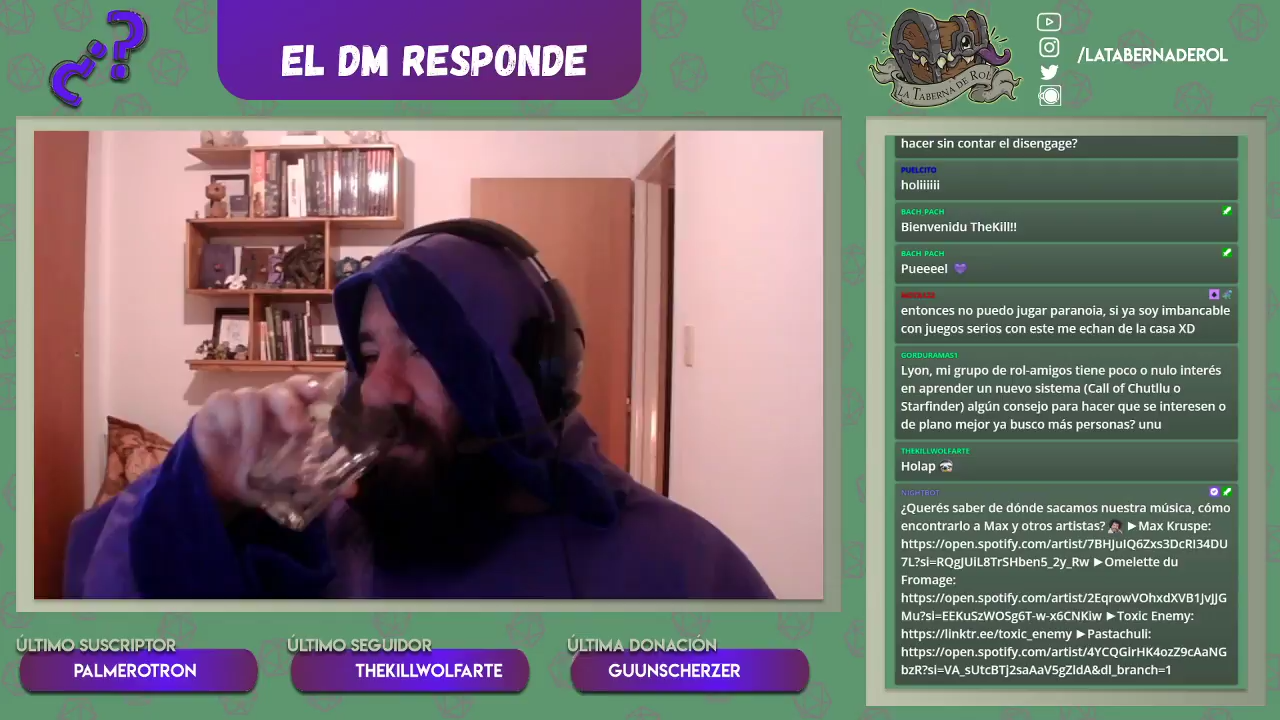 ¿?
EL DM RESPONDE
LA TABERNA DE ROL
/LATABERNADEROL
hacer sin contar el disengage?
PUELCITO
holiiiiii
BACH PACH
Bienvenidu TheKill!!
BACH PACH
Pueeeel
entonces no puedo jugar paranoia, si ya soy imbancable
con juegos serios con este me echan de la casa XD
GORDURAMAS1
Lyon, mi grupo de rol-amigos tiene poco o nulo interés
en aprender un nuevo sistema (Call of Chutllu o
Starfinder) algún consejo para hacer que se interesen o
de plano mejor ya busco más personas? unu
THEKILLWOLFARTE
Holap
NIGHTBOT
¿Querés saber de dónde sacamos nuestra música, cómo
encontrarlo a Max y otros artistas? ►Max Kruspe:
https://open.spotify.com/artist/7BHJuIQ6Zxs3DcRI34DU
7L?si=RQgJUiL8TrSHben5_2y_Rw ►Omelette du
Fromage:
https://open.spotify.com/artist/2EqrowVOhxdXVB1JvJJG
Mu?si=EEKuSzWOSg6T-w-x6CNKiw ►Toxic Enemy:
https://linktr.ee/toxic_enemy ►Pastachuli:
https://open.spotify.com/artist/4YCQGirHK4ozZ9cAaNG
bzR?si=VA_sUtcBTj2saAaV5gZldA&dl_branch=1
ÚLTIMO SUSCRIPTOR
PALMEROTRON
ÚLTIMO SEGUIDOR
THEKILLWOLFARTE
ÚLTIMA DONACIÓN
GUUNSCHERZER